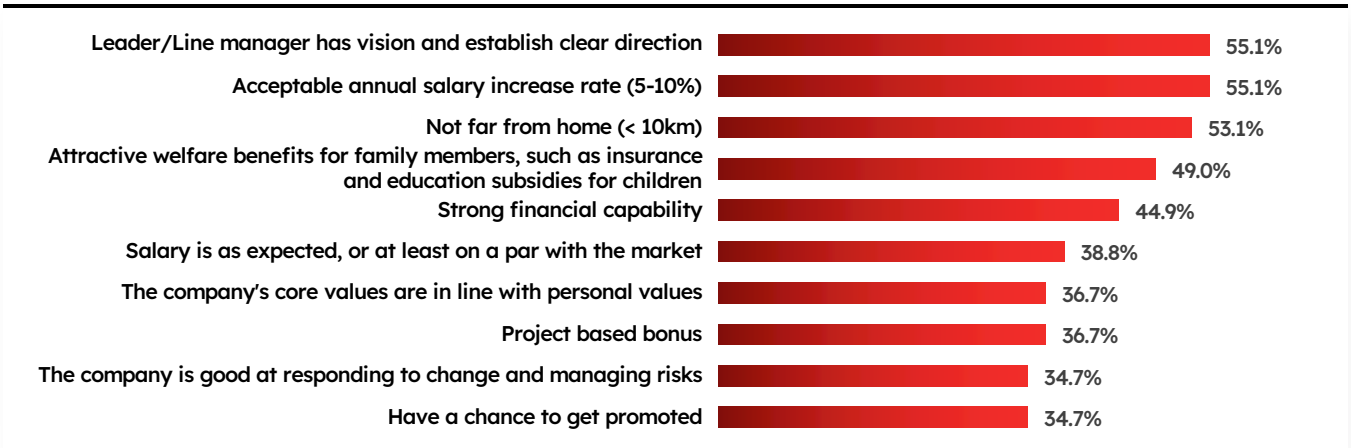 Leader/Line manager has vision and establish clear direction
55.1%
Acceptable annual salary increase rate (5-10%)
55.1%
Not far from home (< 10km)
53.1%
Attractive welfare benefits for family members, such as insurance
and education subsidies for children
49.0%
Strong financial capability
44.9%
Salary is as expected, or at least on a par with the market
38.8%
The company's core values are in line with personal values
36.7%
Project based bonus
36.7%
The company is good at responding to change and managing risks
34.7%
Have a chance to get promoted
34.7%